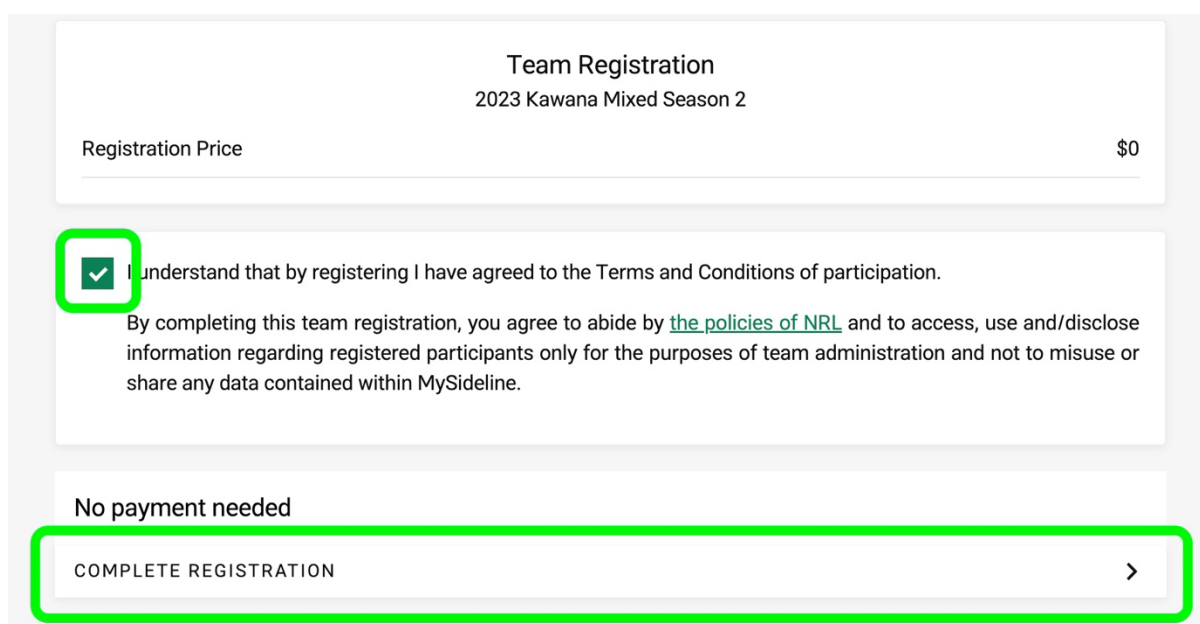 Team Registration
2023 Kawana Mixed Season 2
Registration Price $0
I understand that by registering I have agreed to the Terms and Conditions of participation.
By completing this team registration, you agree to abide by the policies of NRL and to access, use and/disclose
information regarding registered participants only for the purposes of team administration and not to misuse or
share any data contained within MySideline.
No payment needed
COMPLETE REGISTRATION